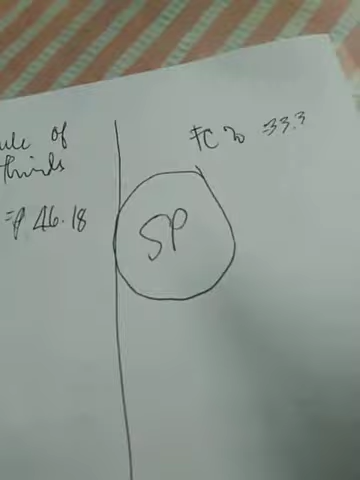 ule of
thirds
=₱ 46.18
FC % =33.3
SP